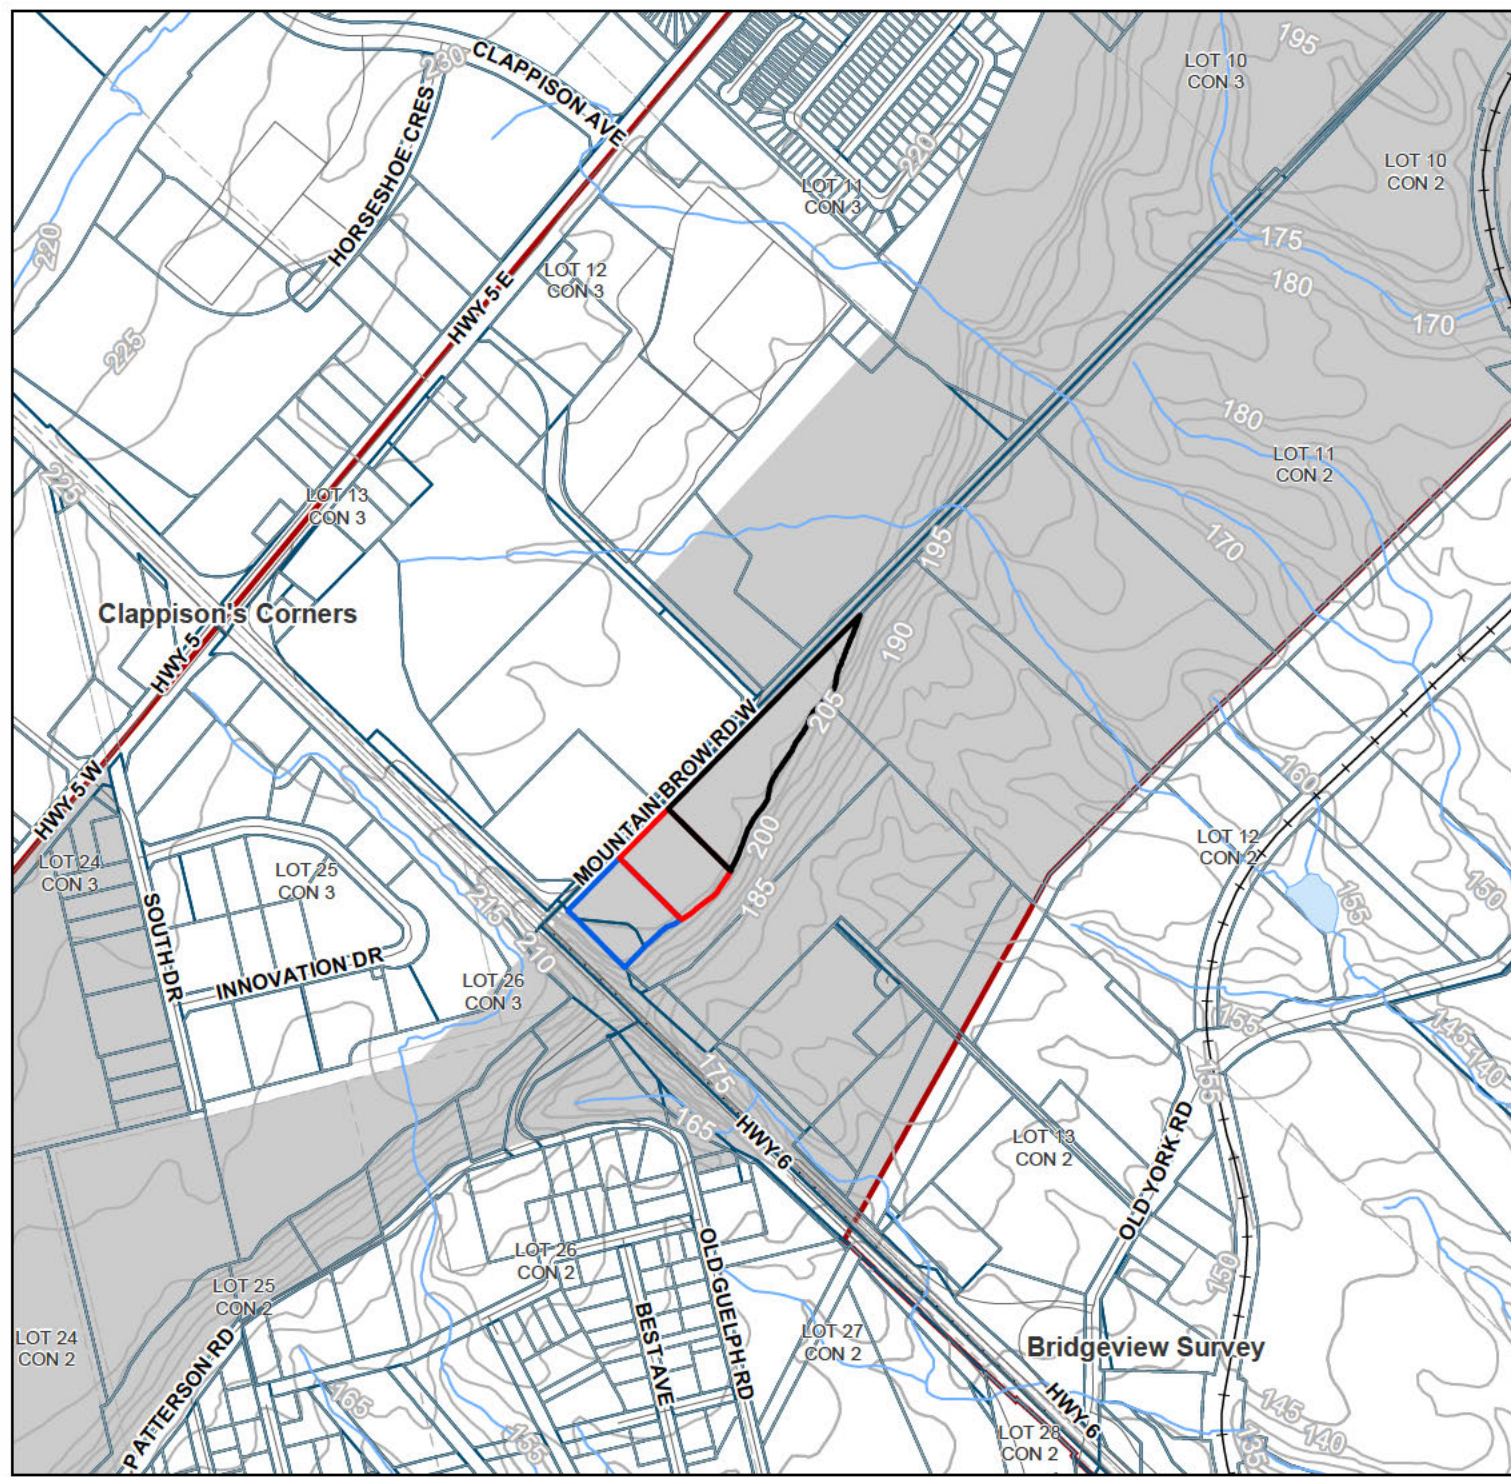 195
LOT 10
CON 3
CLAPPISON AVE
230
HORSESHOE CRES
220
LOT 10
CON 2
LOT 11
CON 3
220
175
LOT 12
CON 3
180
HWY 5 E
170
225
180
LOT 11
CON 2
225
LOT 13
CON 3
170
195
Clappison's Corners
190
HWY 5
205
MOUNTAIN BROW RD W
160
HWY 5 W
200
LOT 12
CON 2
LOT 24
CON 3
LOT 25
CON 3
150
185
155
215
SOUTH DR
210
INNOVATION DR
LOT 26
CON 3
155
145
140
175
155
165
HWY 6
LOT 13
CON 2
OLD YORK RD
LOT 26
CON 2
150
OLD GUELPH RD
LOT 25
CON 2
LOT 24
CON 2
BEST AVE
LOT 27
CON 2
Bridgeview Survey
PATTERSON RD
165
HWY 6
145
140
LOT 28
CON 2
155
135